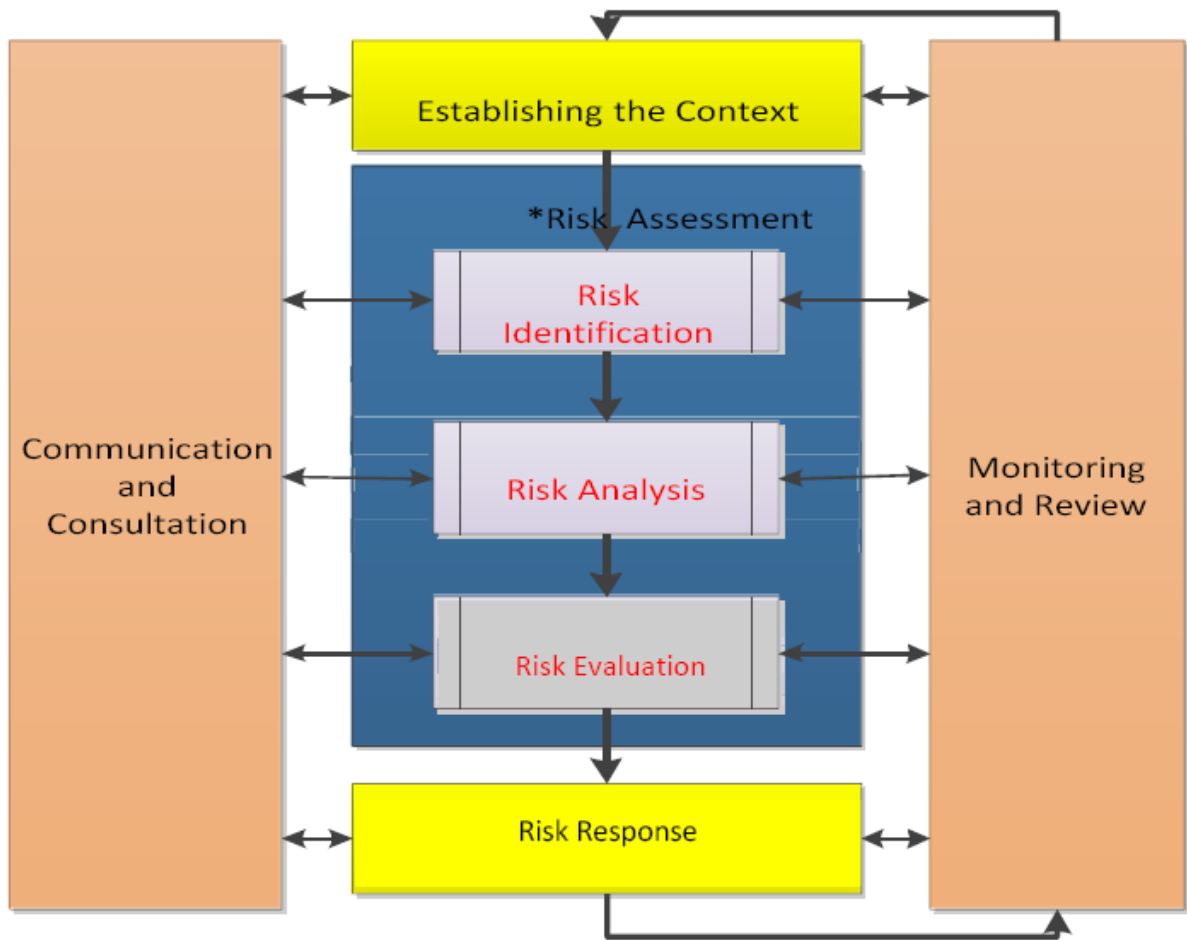 Establishing the Context
*Risk Assessment
Risk
Identification
Risk Analysis
Risk Evaluation
Risk Response
Communication
and
Consultation
Monitoring
and Review